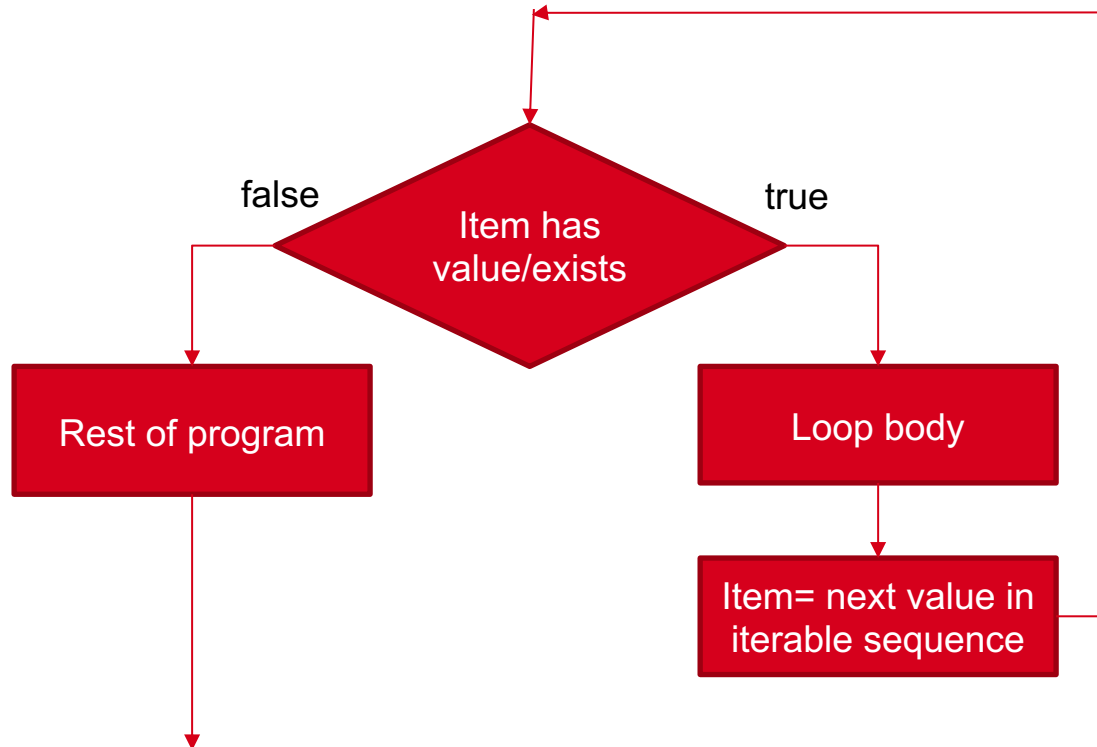 false
true
Item has
value/exists
Rest of program
Loop body
Item= next value in
iterable sequence